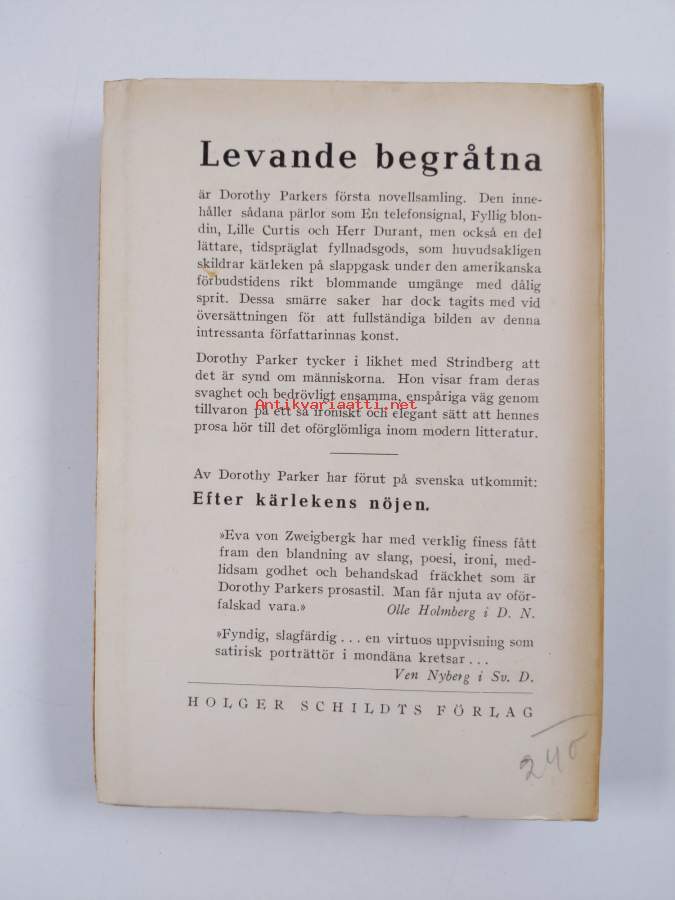 Levande begråtna
är Dorothy Parkers första novellsamling. Den inne-
håller sådana pärlor som En telefonsignal, Fyllig blon-
din, Lille Curtis och Herr Durant, men också en del
lättare, tidspräglat fyllnadsgods, som huvudsakligen
skildrar kärleken på slappgask under den amerikanska
förbudstidens rikt blommande umgänge med dålig
sprit. Dessa smärre saker har dock tagits med vid
översättningen för att fullständiga bilden av denna
intressanta författarinnas konst.
Dorothy Parker tycker i likhet med Strindberg att
det är synd om människorna. Hon visar fram deras
svaghet och bedrövligt ensamma, enspåriga väg genom
Antikvariaatti.net
tillvaron på ett så ironiskt och elegant sätt att hennes
prosa hör till det oförglömliga inom modern litteratur.
Av Dorothy Parker har förut på svenska utkommit:
Efter kärlekens nöjen.
»Eva von Zweigbergk har med verklig finess fått
fram den blandning av slang, poesi, ironi, med-
lidsam godhet och behandskad fräckhet som är
Dorothy Parkers prosastil. Man får njuta av oför-
falskad vara.» Olle Holmberg i D. N.
»Fyndig, slagfärdig . . . en virtuos uppvisning som
satirisk porträttör i mondäna kretsar . . .
Ven Nyberg i Sv. D.
HOLGER SCHILDTS FÖRLAG